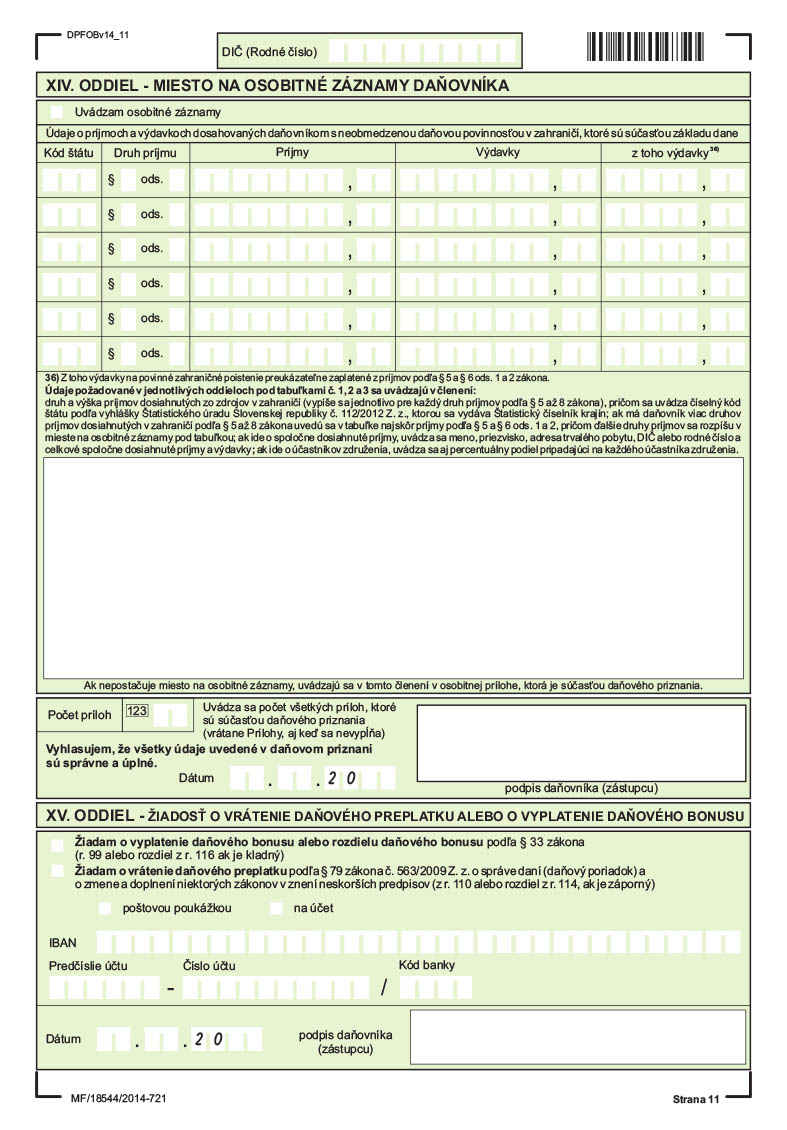 DPFOBv14_11
DIČ (Rodné číslo)
XIV. ODDIEL - MIESTO NA OSOBITNÉ ZÁZNAMY DAŇOVNÍKA
Uvádzam osobitné záznamy
Údaje o príjmoch a výdavkoch dosahovaných daňovníkom s neobmedzenou daňovou povinnosťou v zahraničí, ktoré sú súčasťou základu dane
Kód štátu Druh príjmu Príjmy Výdavky z toho výdavky 36)
§ ods. , , ,
§ ods. , , ,
§ ods. , , ,
§ ods. , , ,
§ ods. , , ,
§ ods. , , ,
36) Z toho výdavky na povinné zahraničné poistenie preukázateľne zaplatené z príjmov podľa § 5 a § 6 ods. 1 a 2 zákona.
Údaje požadované v jednotlivých oddieloch pod tabuľkami č. 1, 2 a 3 sa uvádzajú v členení:
druh a výška príjmov dosiahnutých zo zdrojov v zahraničí (vypíše sa jednotlivo pre každý druh príjmov podľa § 5 až 8 zákona), pričom sa uvádza číselný kód
štátu podľa vyhlášky Štatistického úradu Slovenskej republiky č. 112/2012 Z. z., ktorou sa vydáva Štatistický číselník krajín; ak má daňovník viac druhov
príjmov dosiahnutých v zahraničí podľa § 5 až 8 zákona uvedú sa v tabuľke najskôr príjmy podľa § 5 a § 6 ods. 1 a 2, pričom ďalšie druhy príjmov sa rozpíšu v
mieste na osobitné záznamy pod tabuľkou; ak ide o spoločne dosiahnuté príjmy, uvádza sa meno, priezvisko, adresa trvalého pobytu, DIČ alebo rodné číslo a
celkové spoločne dosiahnuté príjmy a výdavky; ak ide o účastníkov združenia, uvádza sa aj percentuálny podiel pripadajúci na každého účastníka združenia.
Ak nepostačuje miesto na osobitné záznamy, uvádzajú sa v tomto členení v osobitnej prílohe, ktorá je súčasťou daňového priznania.
Počet príloh 123 Uvádza sa počet všetkých príloh, ktoré
sú súčasťou daňového priznania
(vrátane Prílohy, aj keď sa nevypĺňa)
Vyhlasujem, že všetky údaje uvedené v daňovom priznaní
sú správne a úplné.
Dátum . . 20
podpis daňovníka (zástupcu)
XV. ODDIEL - ŽIADOSŤ O VRÁTENIE DAŇOVÉHO PREPLATKU ALEBO O VYPLATENIE DAŇOVÉHO BONUSU
Žiadam o vyplatenie daňového bonusu alebo rozdielu daňového bonusu podľa § 33 zákona
(r. 99 alebo rozdiel z r. 116 ak je kladný)
Žiadam o vrátenie daňového preplatku podľa § 79 zákona č. 563/2009 Z. z. o správe daní (daňový poriadok) a
o zmene a doplnení niektorých zákonov v znení neskorších predpisov (z r. 110 alebo rozdiel z r. 114, ak je záporný)
poštovou poukážkou na účet
IBAN
Predčíslie účtu Číslo účtu Kód banky
- /
Dátum . . 20 podpis daňovníka
(zástupcu)
MF/18544/2014-721 Strana 11